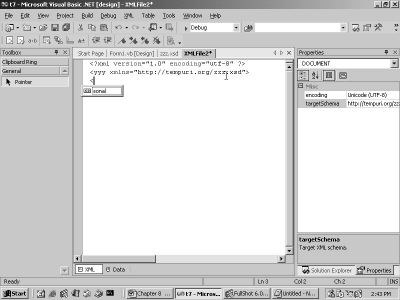 t7 - Microsoft Visual Basic .NET [design] - XMLFile2*
File Edit View Project Build Debug XML Table Tools Window Help
Debug
Toolbox
Clipboard Ring
General
Pointer
Start Page Form1.vb [Design] zzz.xsd XMLFile2*
<?xml version="1.0" encoding="utf-8" ?>
<yyy xmlns="http://tempuri.org/zzz.xsd">
<
sonal
XML Data
Properties
DOCUMENT
Misc
encoding Unicode (UTF-8)
targetSchema http://tempuri.org/zz
targetSchema
Target XML schema.
Solution Explorer Properties
Ready Ln 3 Col 2 Ch 2 INS
Start Chapter 8 t7 - Micros... FullShot 6.0... Untitled - N... 2:43 PM